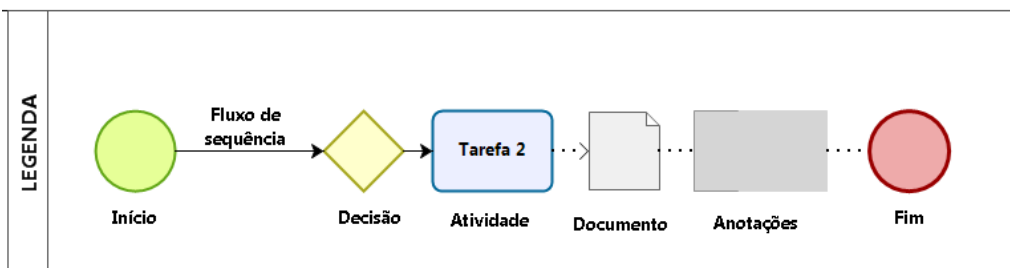 LEGENDA
Fluxo de
sequência
Tarefa 2
Início
Decisão
Atividade
Documento
Anotações
Fim